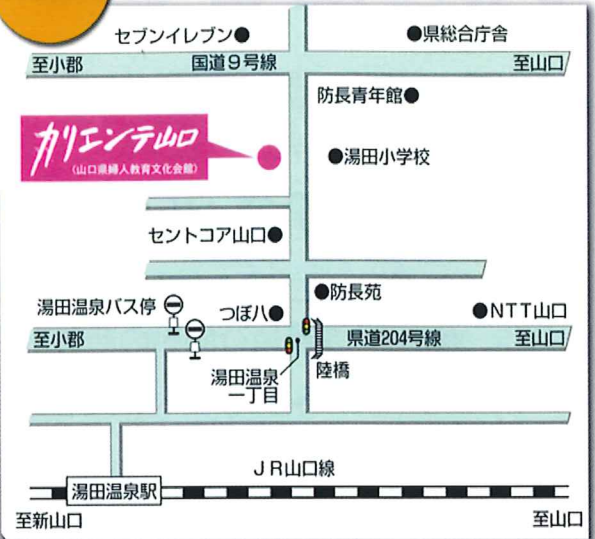 セブンイレブン●
●県総合庁舎
至小郡
国道9号線
至山口
防長青年館●
カリエンテ山口
(山口県婦人教育文化会館)
●湯田小学校
セントコア山口●
●防長苑
湯田温泉バス停
つぼ八●
●NTT山口
至小郡
県道204号線
至山口
湯田温泉
一丁目
陸橋
JR山口線
湯田温泉駅
至新山口
至山口